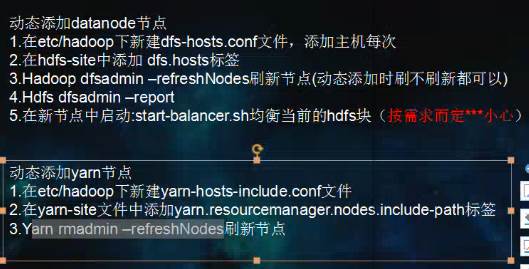 动态添加datanode节点
1.在etc/hadoop下新建dfs-hosts.conf文件，添加主机每次
2.在hdfs-site中添加 dfs.hosts标签
3.Hadoop dfsadmin –refreshNodes刷新节点(动态添加时刷不刷新都可以)
4.Hdfs dfsadmin –report
5.在新节点中启动:start-balancer.sh均衡当前的hdfs块（按需求而定***小心）
动态添加yarn节点
1.在etc/hadoop下新建yarn-hosts-include.conf文件
2.在yarn-site文件中添加yarn.resourcemanager.nodes.include-path标签
3.Yarn rmadmin –refreshNodes刷新节点